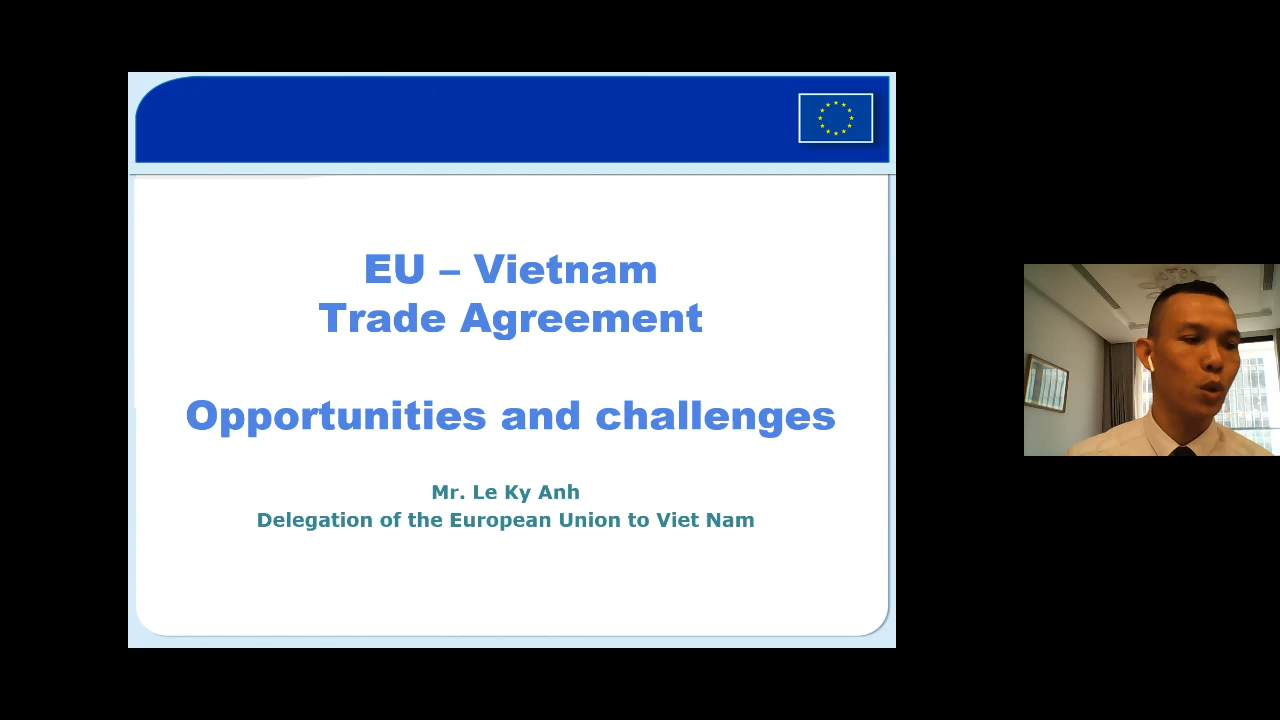 EU – Vietnam
Trade Agreement
Opportunities and challenges
Mr. Le Ky Anh
Delegation of the European Union to Viet Nam